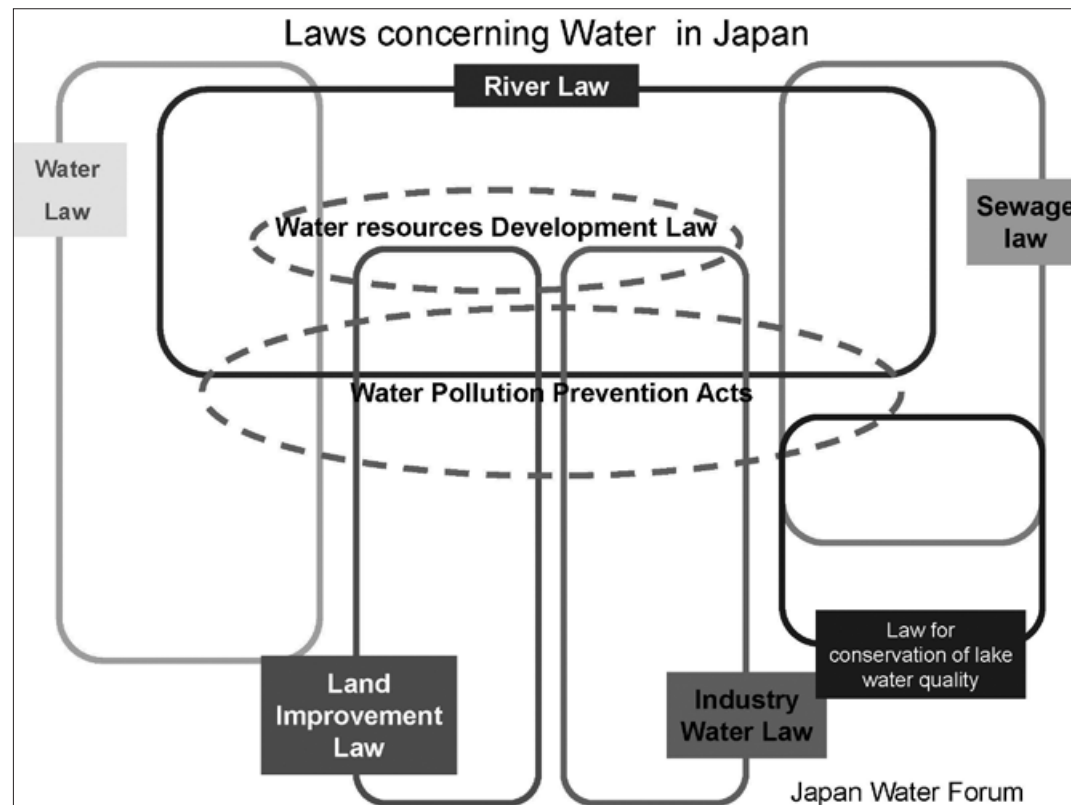 Laws concerning Water in Japan
River Law
Water
Law
Sewage
law
Water resources Development Law
Water Pollution Prevention Acts
Land
Improvement
Law
Industry
Water Law
Law for
conservation of lake
water quality
Japan Water Forum